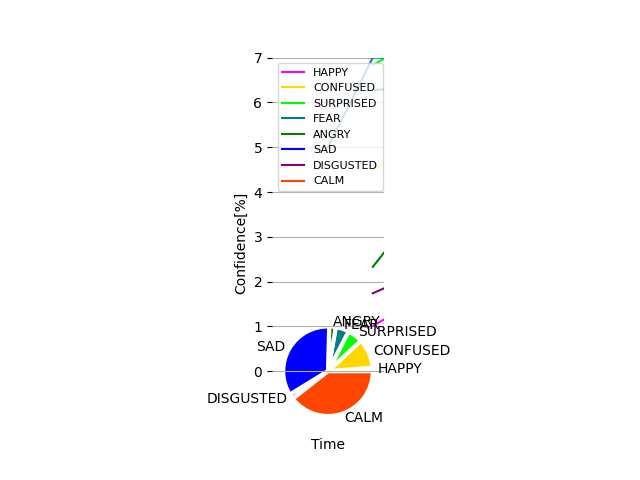 7
6
5
4
3
2
1
0
Confidence[%]
HAPPY
CONFUSED
SURPRISED
FEAR
ANGRY
SAD
DISGUSTED
CALM
ANGRY
FEAR
SURPRISED
SAD
CONFUSED
HAPPY
DISGUSTED
CALM
Time